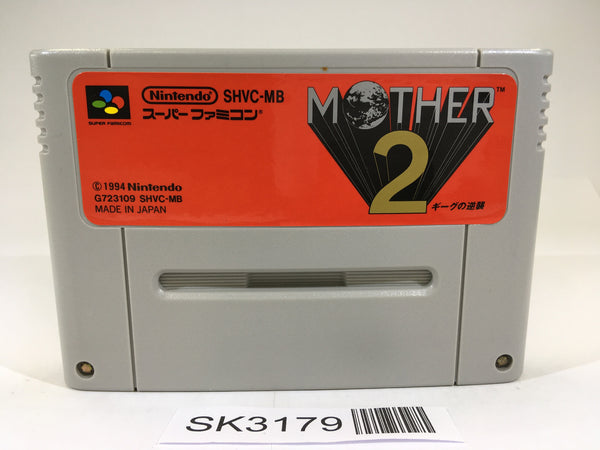 SUPER FAMICOM
Nintendo SHVC-MB
スーパーファミコン®
©1994 Nintendo
G723109 SHVC-MB
MADE IN JAPAN
MOTHER™
2
ギーグの逆襲
SK3179